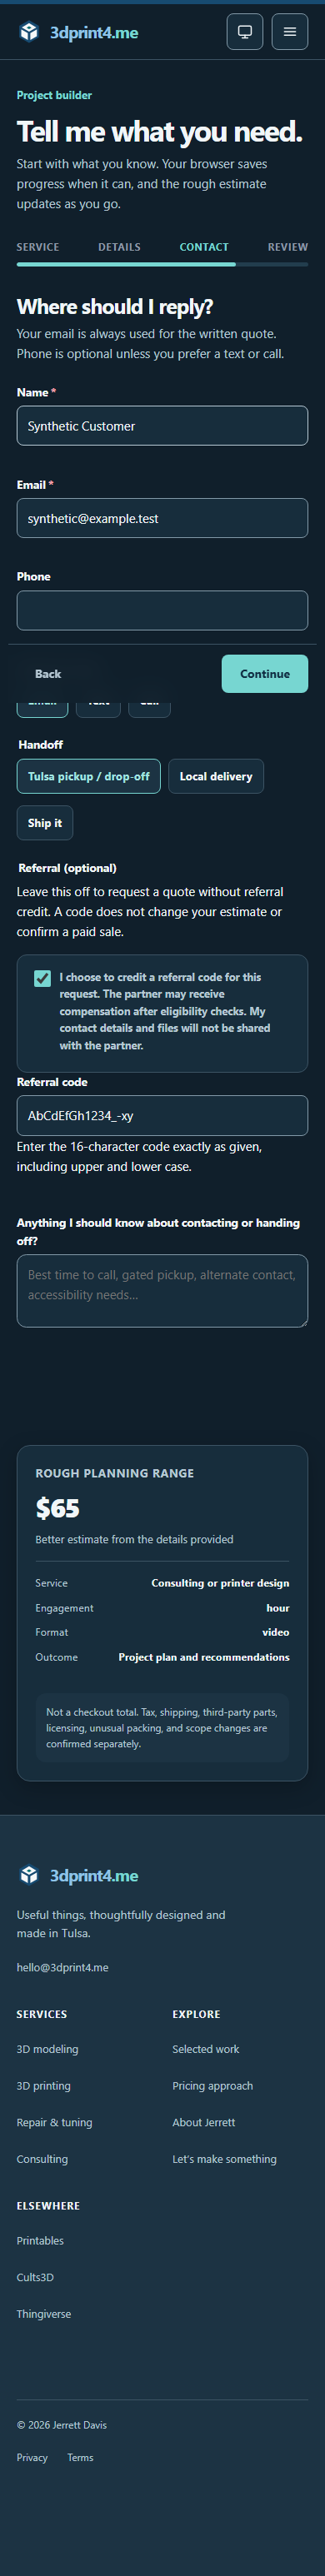 3dprint4.me
Project builder
Tell me what you need.
Start with what you know. Your browser saves
progress when it can, and the rough estimate
updates as you go.
SERVICE DETAILS CONTACT REVIEW
Where should I reply?
Your email is always used for the written quote.
Phone is optional unless you prefer a text or call.
Name *
Synthetic Customer
Email *
synthetic@example.test
Phone
Back Continue
Handoff
Tulsa pickup / drop-off Local delivery
Ship it
Referral (optional)
Leave this off to request a quote without referral
credit. A code does not change your estimate or
confirm a paid sale.
I choose to credit a referral code for this
request. The partner may receive
compensation after eligibility checks. My
contact details and files will not be shared
with the partner.
Referral code
AbCdEfGh1234_-xy
Enter the 16-character code exactly as given,
including upper and lower case.
Anything I should know about contacting or handing
off?
Best time to call, gated pickup, alternate contact,
accessibility needs...
ROUGH PLANNING RANGE
$65
Better estimate from the details provided
Service Consulting or printer design
Engagement hour
Format video
Outcome Project plan and recommendations
Not a checkout total. Tax, shipping, third-party parts,
licensing, unusual packing, and scope changes are
confirmed separately.
3dprint4.me
Useful things, thoughtfully designed and
made in Tulsa.
hello@3dprint4.me
SERVICES EXPLORE
3D modeling Selected work
3D printing Pricing approach
Repair & tuning About Jerrett
Consulting Let's make something
ELSEWHERE
Printables
Cults3D
Thingiverse
© 2026 Jerrett Davis
Privacy Terms